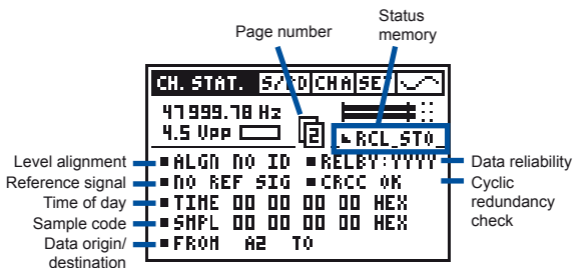 Page number
Status
memory
CH. STAT. S/PD CHA SET
47999.78 Hz
4.5 Vpp
2
RCL_STO
Level alignment
ALGN NO ID RELBY:YYYY
Data reliability
Reference signal
NO REF SIG CRCC OK
Cyclic
redundancy
check
Time of day
TIME 00 00 00 00 HEX
Sample code
SMPL 00 00 00 00 HEX
Data origin/
destination
FROM A2 TO